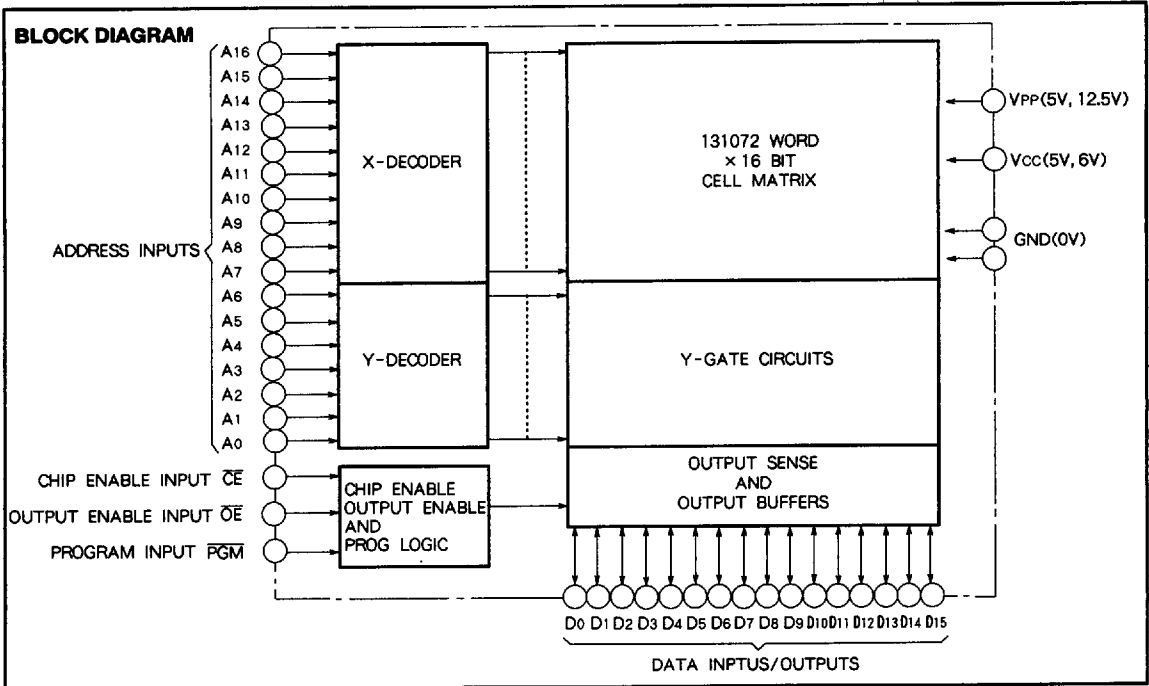 BLOCK DIAGRAM
A16
A15
A14
A13
A12
A11
A10
A9
A8
A7
A6
A5
A4
A3
A2
A1
A0
ADDRESS INPUTS
CHIP ENABLE INPUT C̅E̅
OUTPUT ENABLE INPUT O̅E̅
PROGRAM INPUT P̅G̅M̅
X-DECODER
Y-DECODER
CHIP ENABLE
OUTPUT ENABLE
AND
PROG LOGIC
131072 WORD
× 16 BIT
CELL MATRIX
Y-GATE CIRCUITS
OUTPUT SENSE
AND
OUTPUT BUFFERS
VPP(5V, 12.5V)
VCC(5V, 6V)
GND(0V)
D0 D1 D2 D3 D4 D5 D6 D7 D8 D9 D10 D11 D12 D13 D14 D15
DATA INPTUS/OUTPUTS